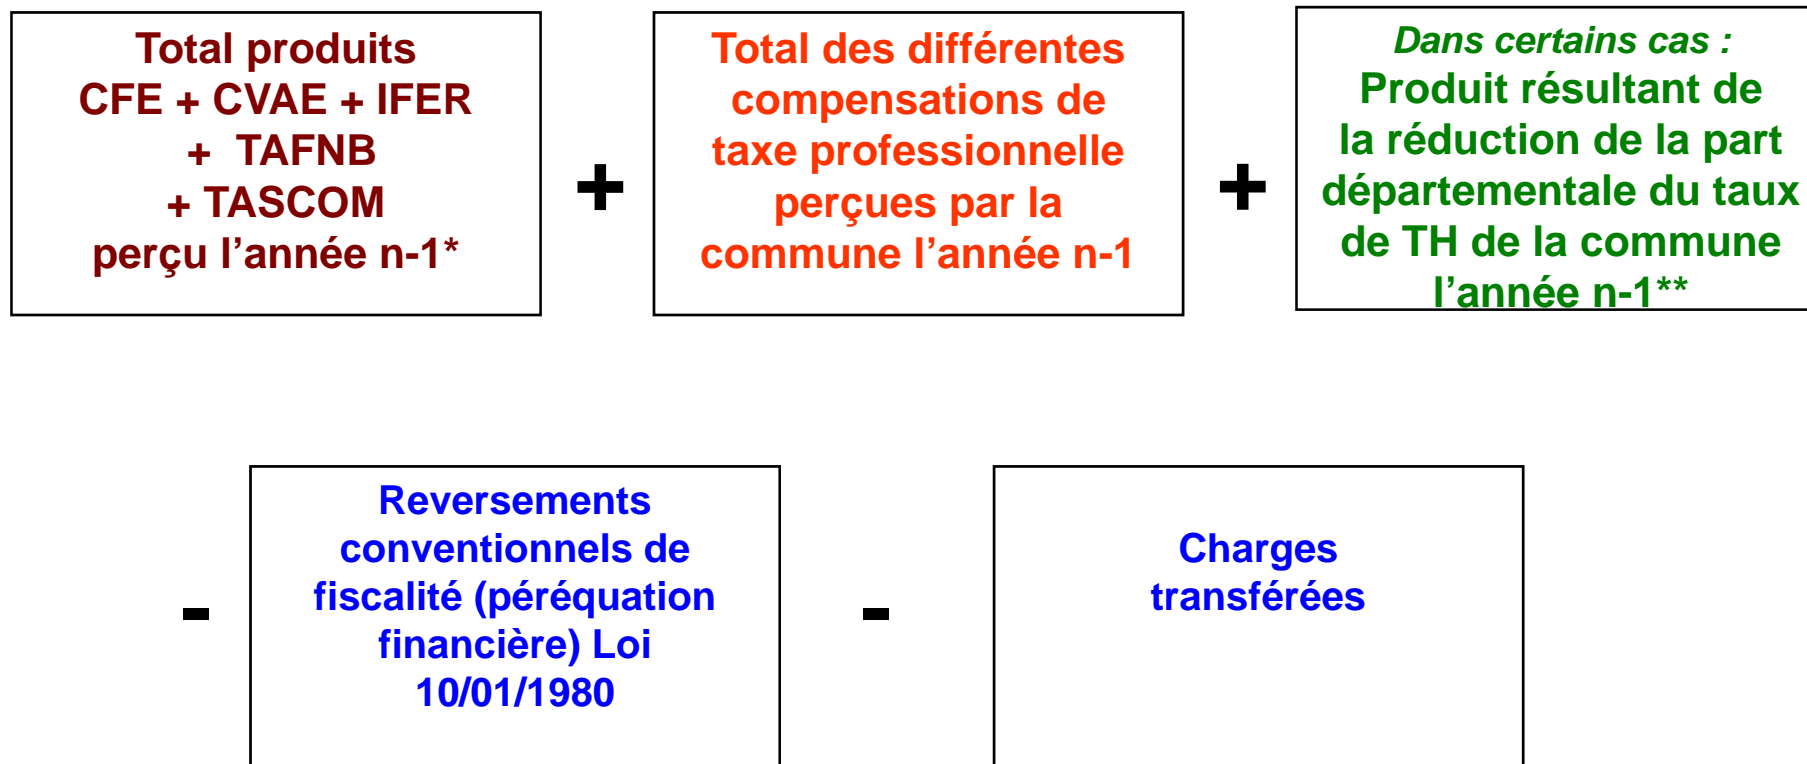 Total produits
CFE + CVAE + IFER
+ TAFNB
+ TASCOM
perçu l’année n-1*
+
Total des différentes
compensations de
taxe professionnelle
perçues par la
commune l’année n-1
+
Dans certains cas :
Produit résultant de
la réduction de la part
départementale du taux
de TH de la commune
l’année n-1**
-
Reversements
conventionnels de
fiscalité (péréquation
financière) Loi
10/01/1980
-
Charges
transférées